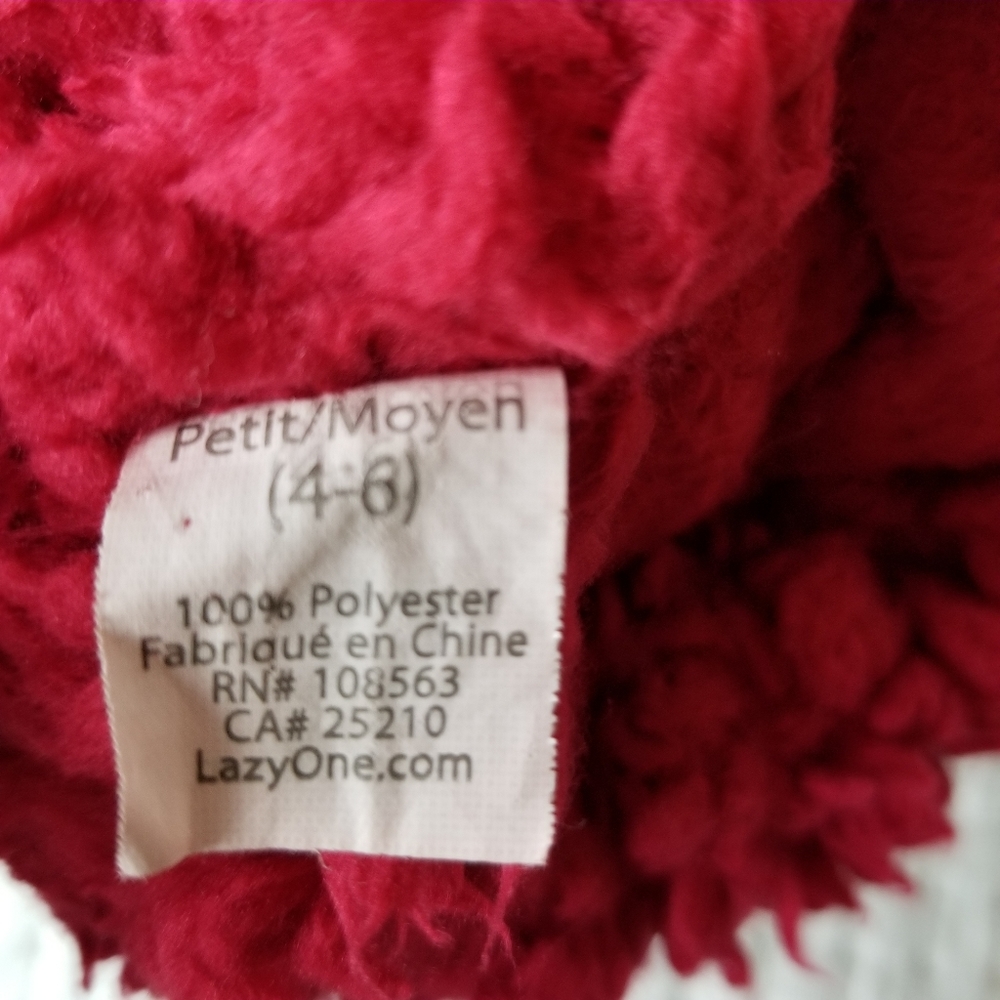 Petit/Moyen
(4-6)
100% Polyester
Fabriqué en Chine
RN# 108563
CA# 25210
LazyOne.com